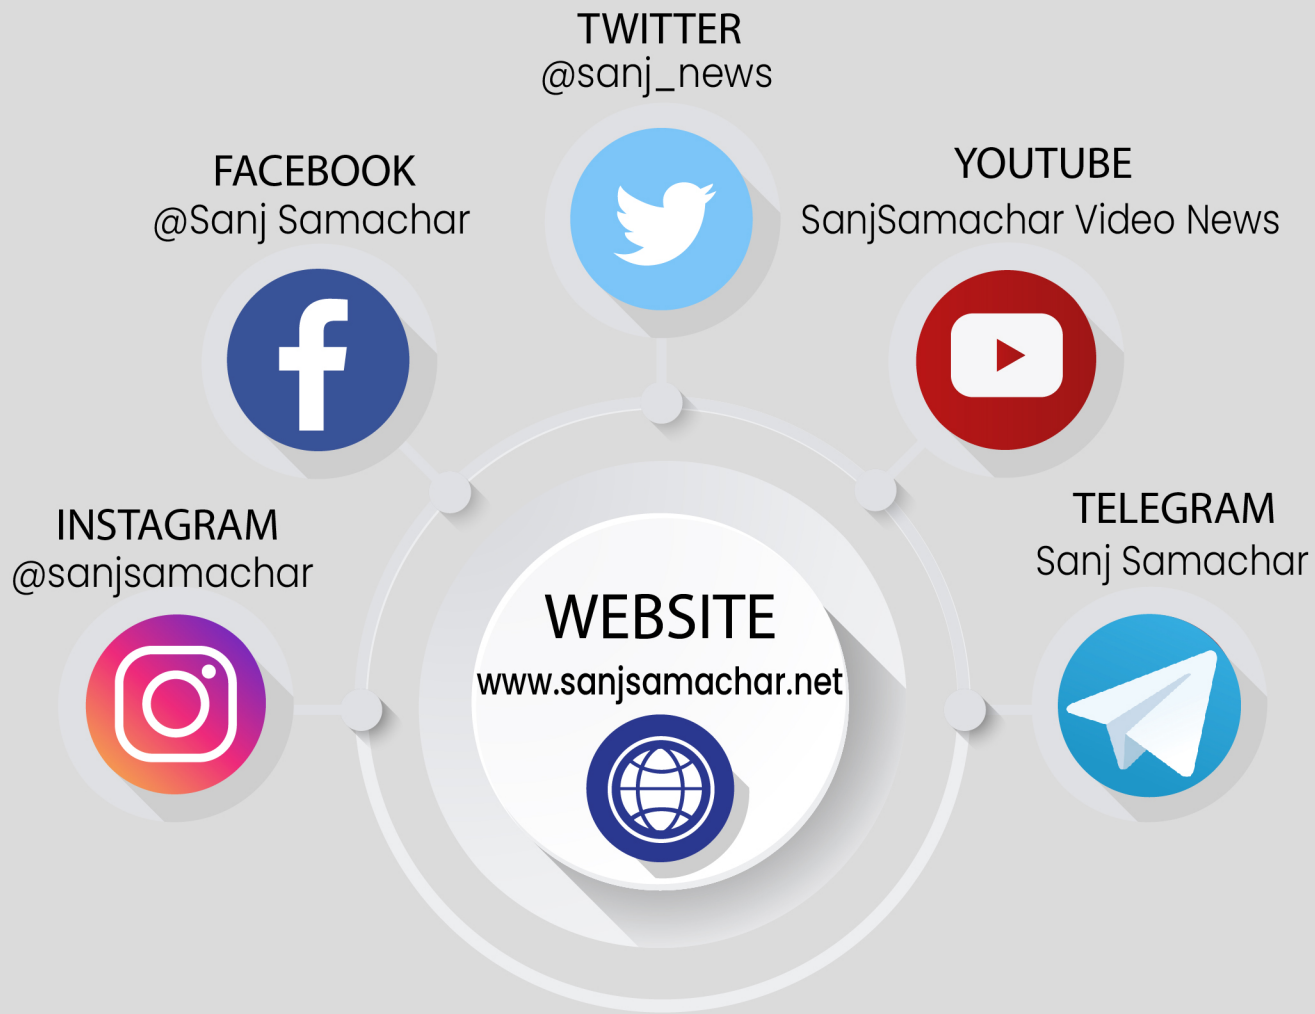 TWITTER
@sanj_news
FACEBOOK
@Sanj Samachar
YOUTUBE
SanjSamachar Video News
INSTAGRAM
@sanjsamachar
TELEGRAM
Sanj Samachar
WEBSITE
www.sanjsamachar.net